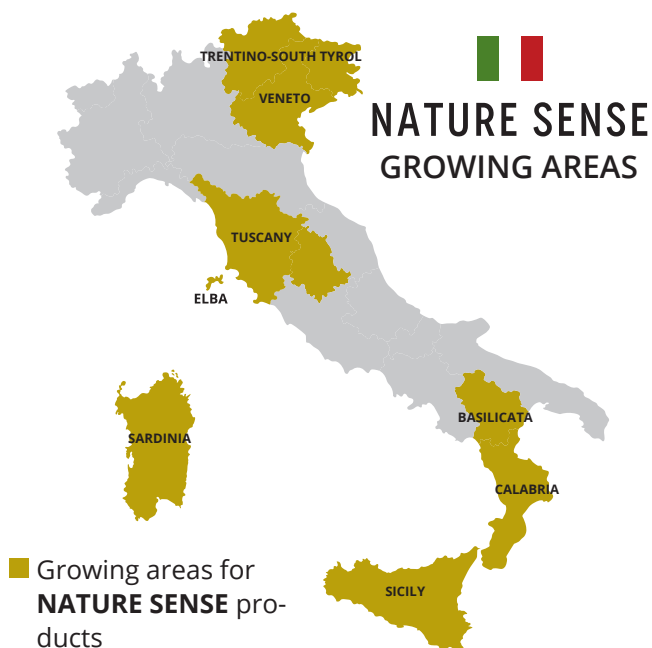 TRENTINO-SOUTH TYROL
VENETO
NATURE SENSE
GROWING AREAS
TUSCANY
ELBA
BASILICATA
SARDINIA
CALABRIA
SICILY
Growing areas for
NATURE SENSE pro-
ducts